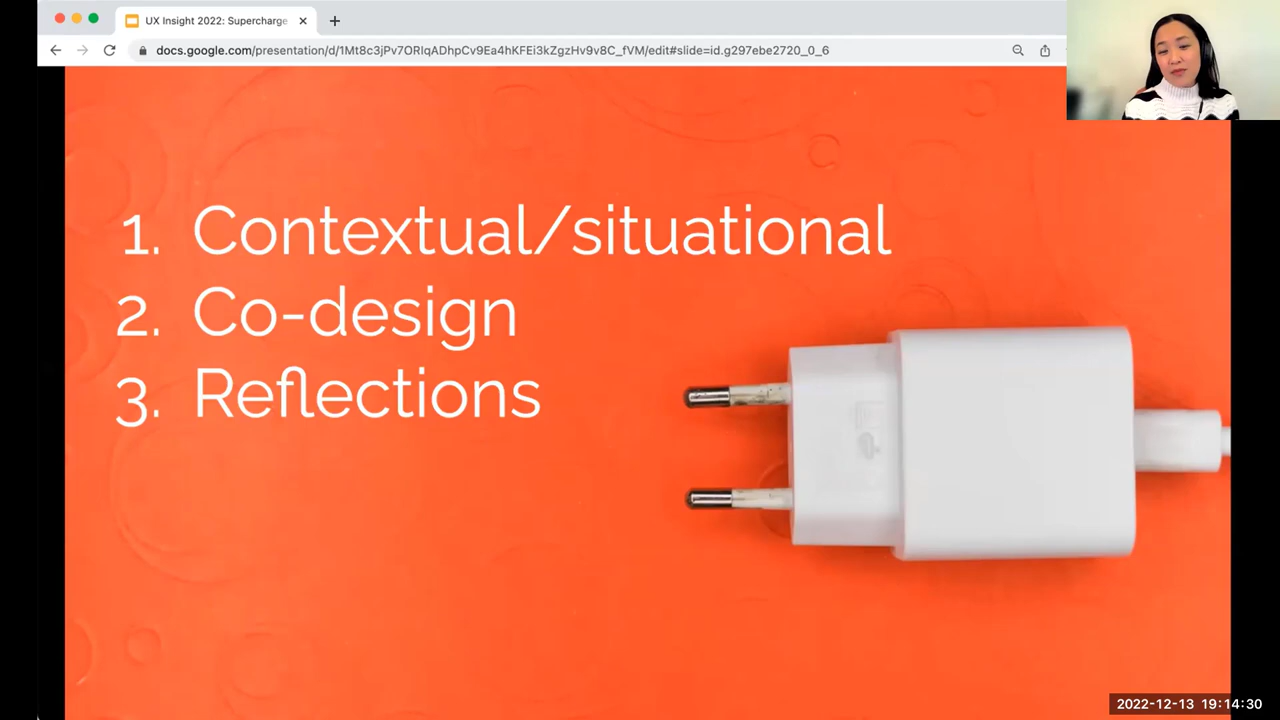 UX Insight 2022: Supercharge
docs.google.com/presentation/d/1Mt8c3jPv7ORIqADhpCv9Ea4hKFEi3kZgzHv9v8C_fVM/edit#slide=id.g297ebe2720_0_6
1. Contextual/situational
2. Co-design
3. Reflections
2022-12-13 19:14:30